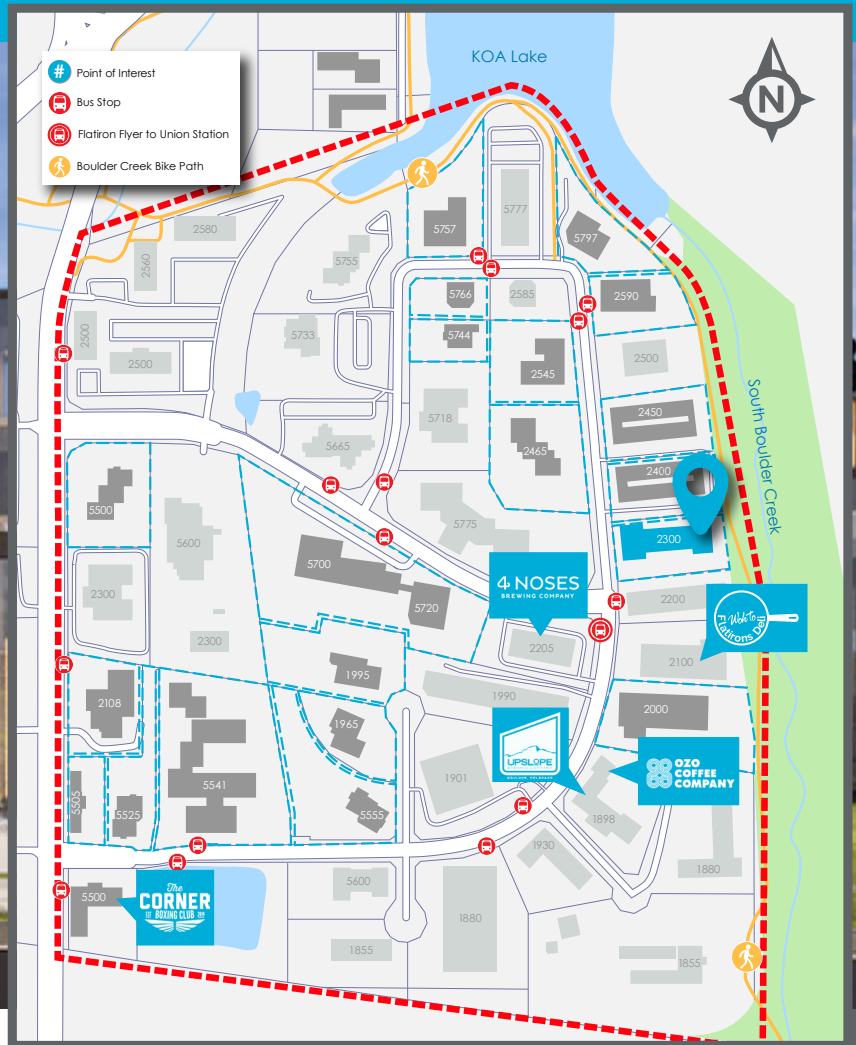 KOA Lake
#
Point of Interest
Bus Stop
Flatiron Flyer to Union Station
Boulder Creek Bike Path
N
5777
2580
5757
5797
5755
2560
5766
2585
2590
2500
5733
5744
2500
2500
2545
5718
2450
South Boulder Creek
5665
2465
2400
5500
5775
5600
2300
5700
4 NOSES
BREWING COMPANY
2300
5720
2200
Wok to
Flatirons Deli
2300
2205
2100
1995
1990
2108
2000
1965
UPSLOPE
BOULDER COLORADO
OZO
COFFEE
COMPANY
5541
1901
5505
5525
5555
1898
1930
1880
5600
5500
The
CORNER
EST BOXING CLUB
1880
1855
1855